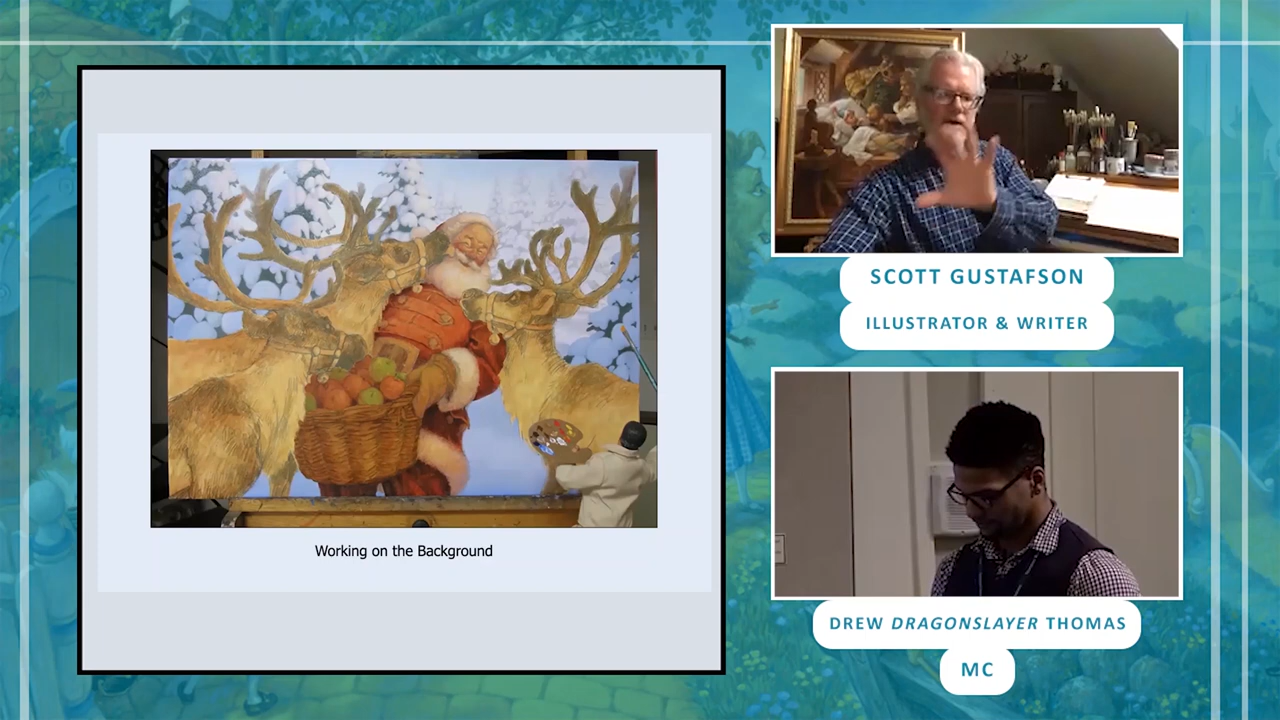 Working on the Background
SCOTT GUSTAFSON
ILLUSTRATOR & WRITER
DREW DRAGONSLAYER THOMAS
MC